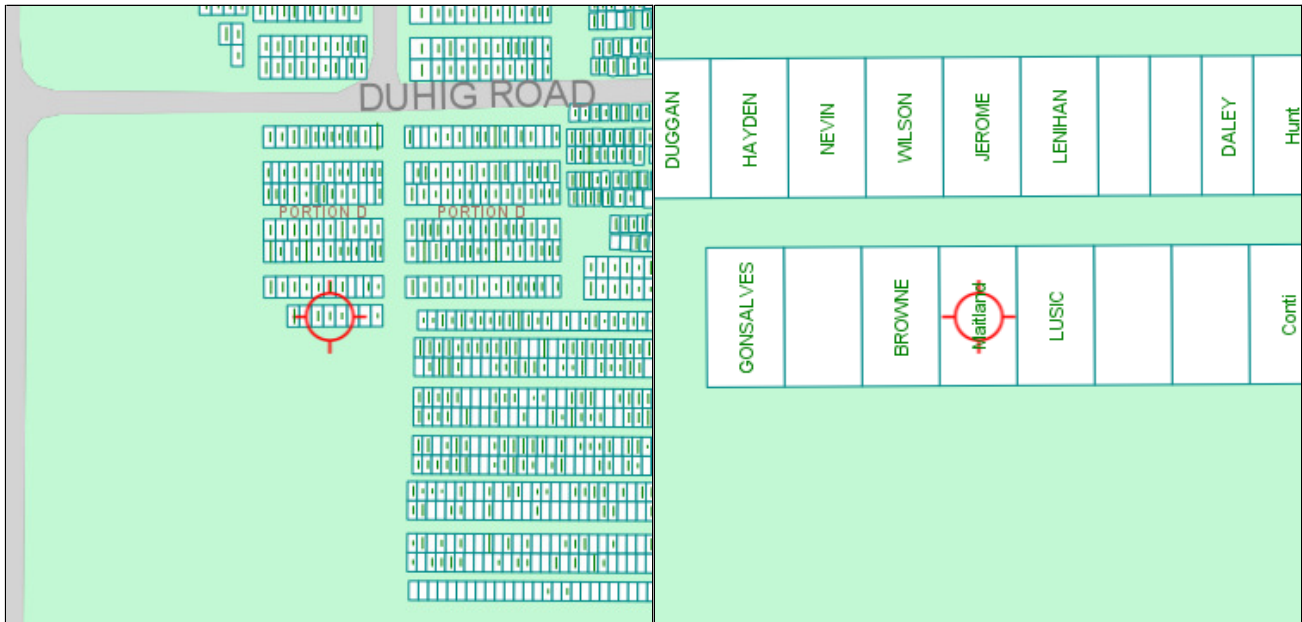 DUHIG ROAD
PORTION D
PORTION D
DUGGAN
HAYDEN
NEVIN
WILSON
JEROME
LENIHAN
DALEY
Hunt
GONSALVES
BROWNE
Maitland
LUSIC
Conti